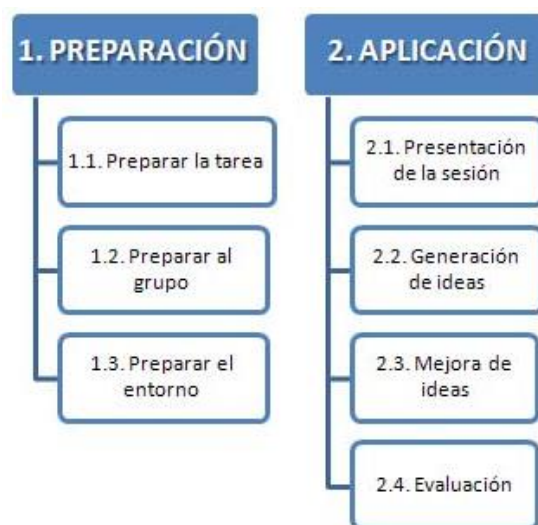 1. PREPARACIÓN
1.1. Preparar la tarea
1.2. Preparar al
grupo
1.3. Preparar el
entorno
2. APLICACIÓN
2.1. Presentación
de la sesión
2.2. Generación
de ideas
2.3. Mejora de
ideas
2.4. Evaluación